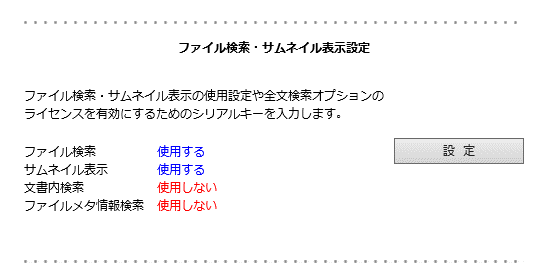 ファイル検索・サムネイル表示設定
ファイル検索・サムネイル表示の使用設定や全文検索オプションの
ライセンスを有効にするためのシリアルキーを入力します。
ファイル検索 使用する
サムネイル表示 使用する
文書内検索 使用しない
ファイルメタ情報検索 使用しない
設 定